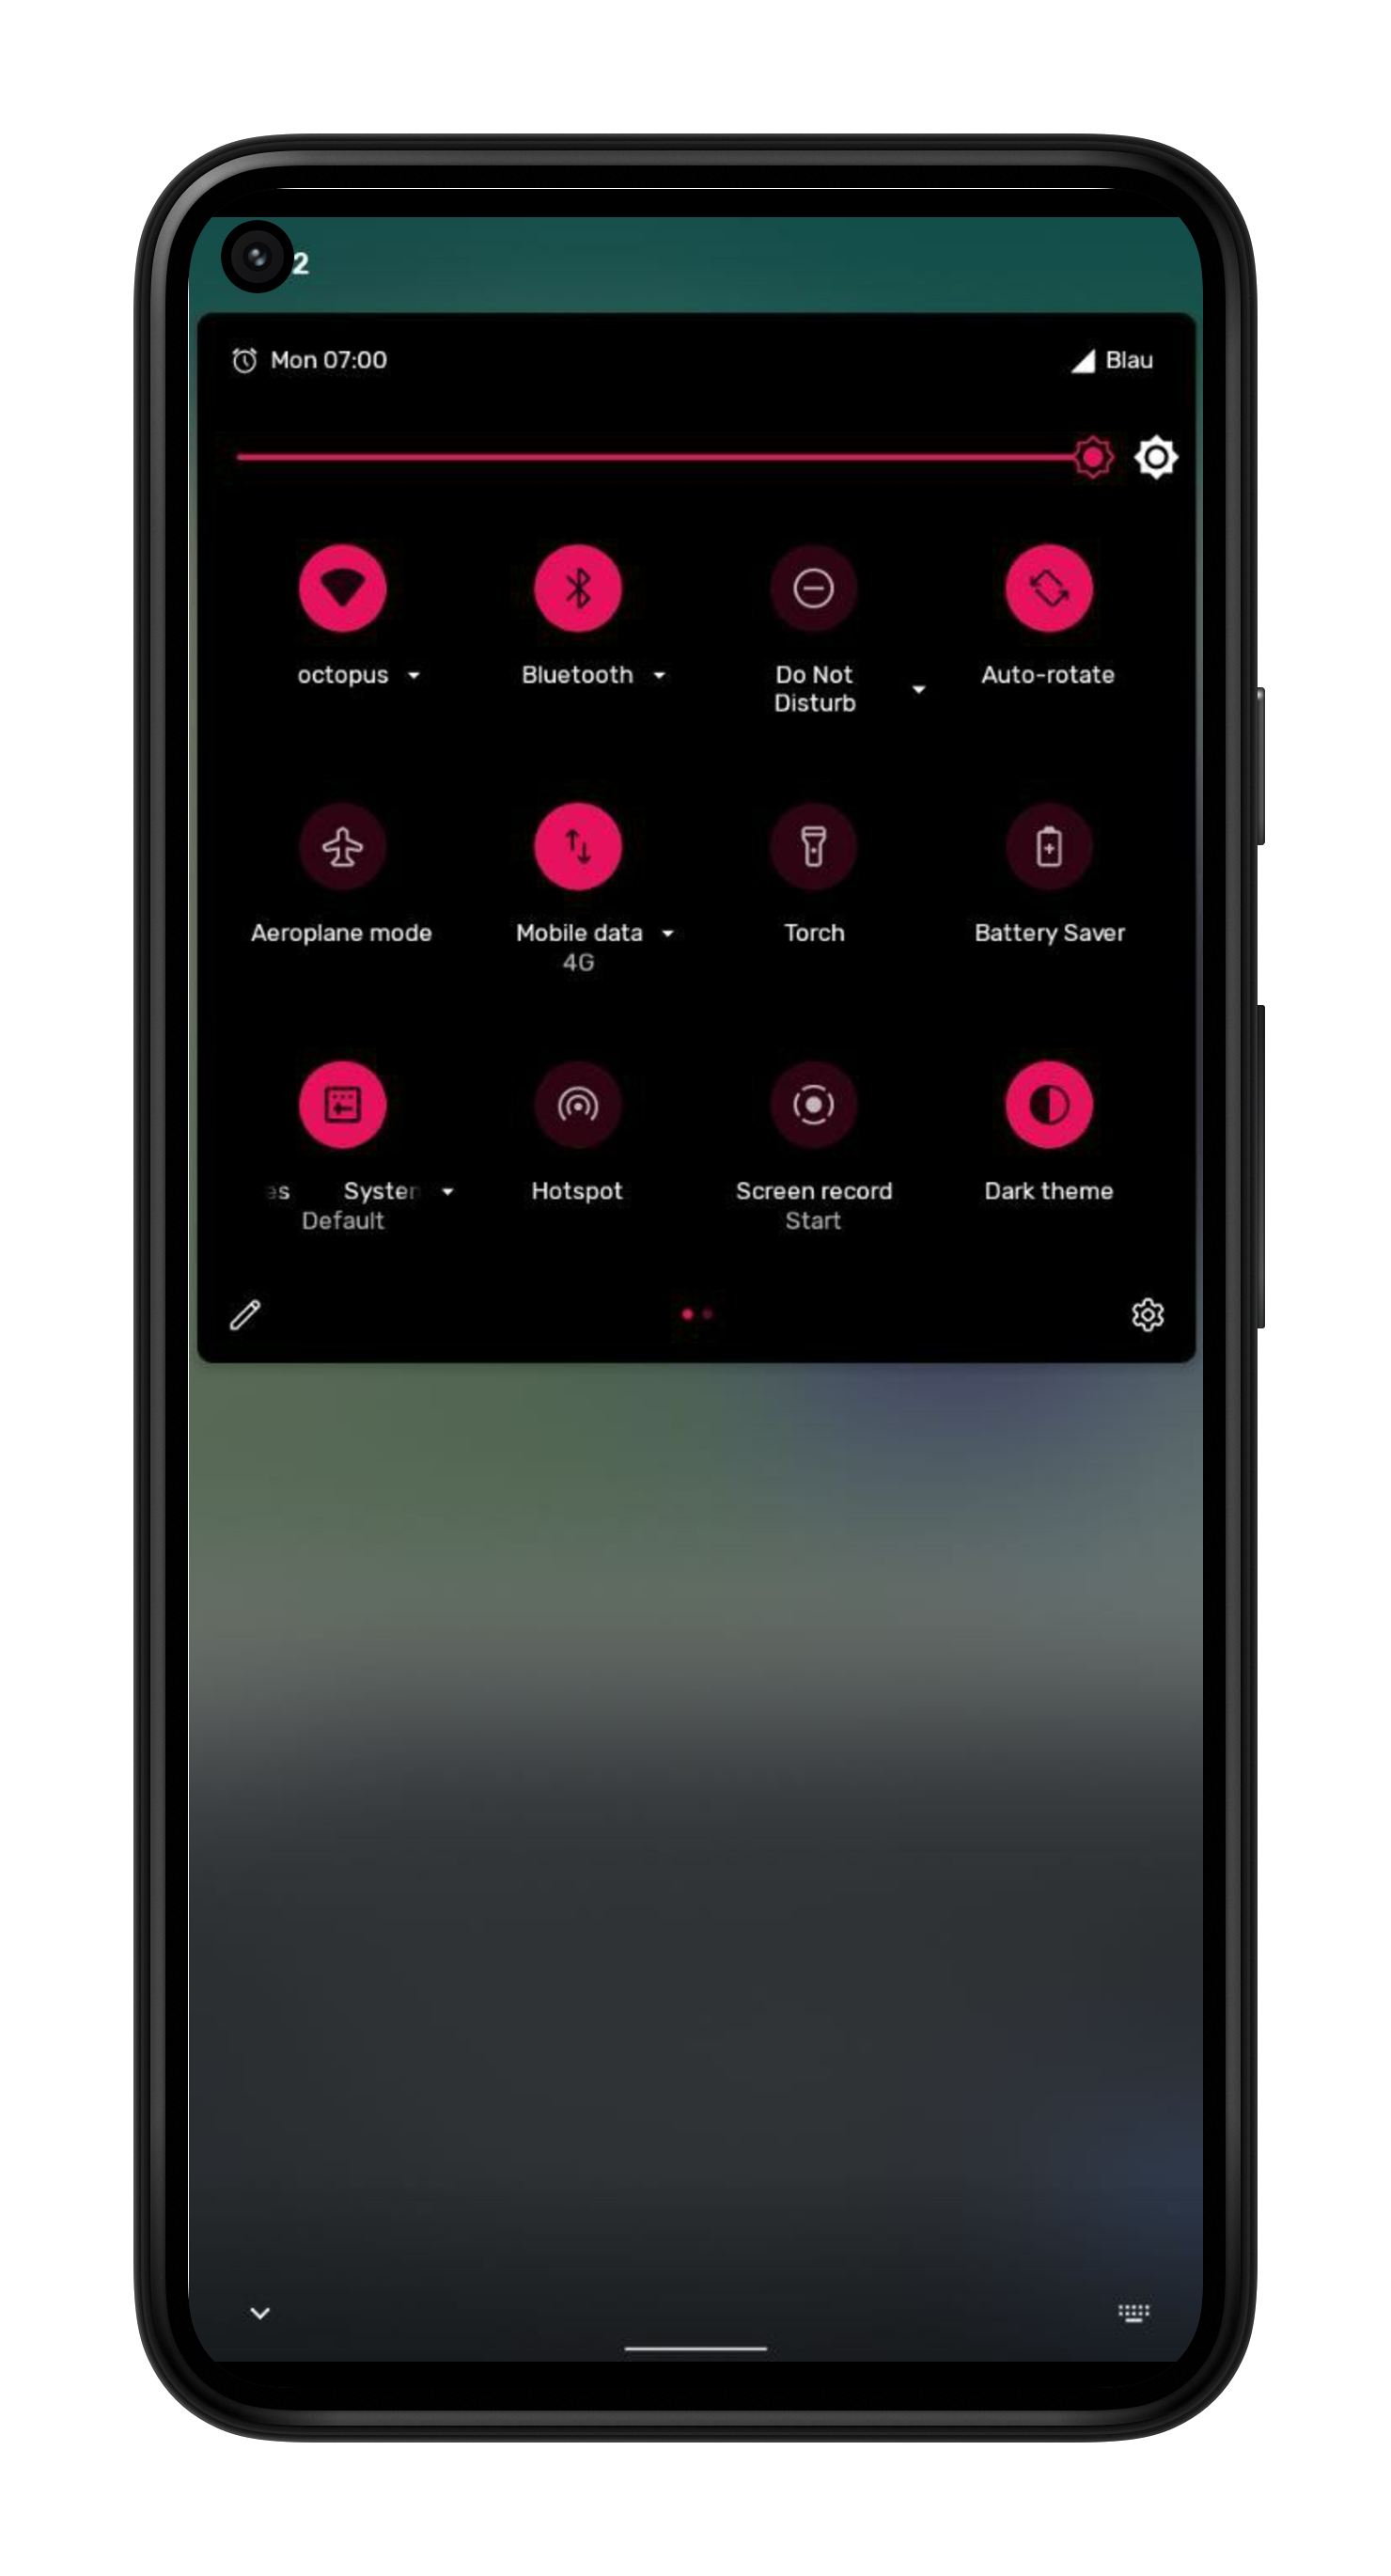 2
Mon 07:00 Blau
octopus Bluetooth Do Not Disturb Auto-rotate
Aeroplane mode Mobile data Torch Battery Saver
4G
es Syster Hotspot Screen record Dark theme
Default Start